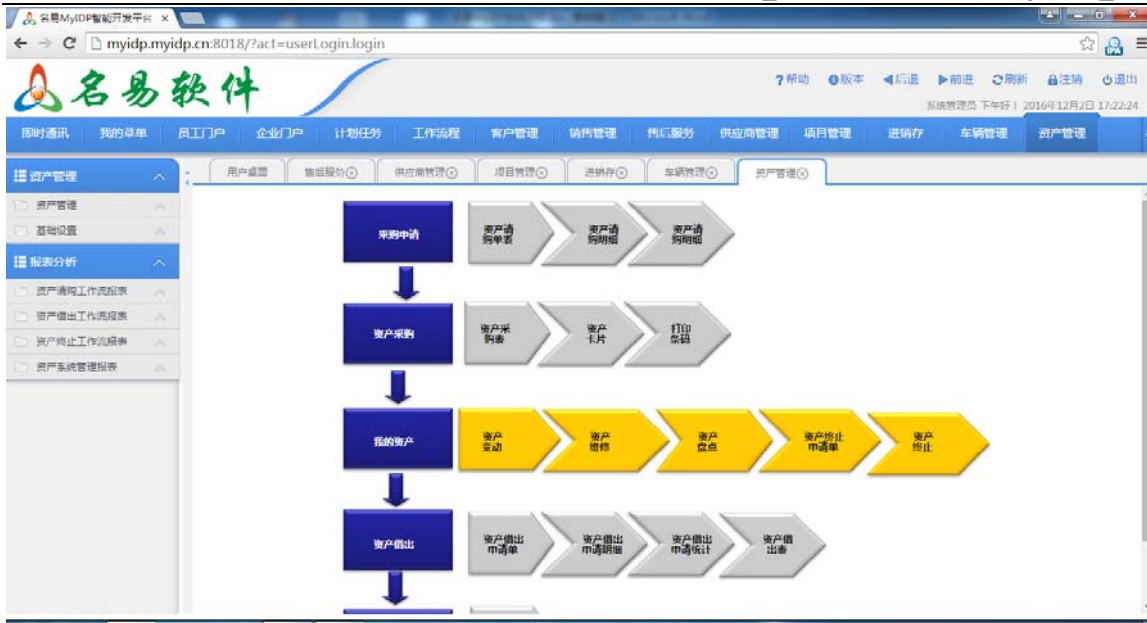 名易MyIDP智能开发平台
myidp.myidp.cn:8018/?act=userLogin.login
名易软件
?帮助 版本 后退 前进 刷新 注销 退出
系统管理员 下午好! 2016年12月2日 17:22:24
即时通讯 我的菜单 员工门户 企业门户 计划任务 工作流程 客户管理 销售管理 售后服务 供应商管理 项目管理 进销存 车辆管理 资产管理
用户桌面 售后服务 供应商管理 项目管理 进销存 车辆管理 资产管理
资产管理
资产管理
基础设置
报表分析
资产请购工作流报表
资产借出工作流报表
资产终止工作流报表
资产系统管理报表
采购申请
资产请
购单表
资产请
购明细
资产请
购明细
资产采购
资产采
购表
资产
卡片
打印
条码
我的资产
资产
变动
资产
维修
资产
盘点
资产终止
申请单
资产
终止
资产借出
资产借出
申请单
资产借出
申请明细
资产借出
申请统计
资产借
出表